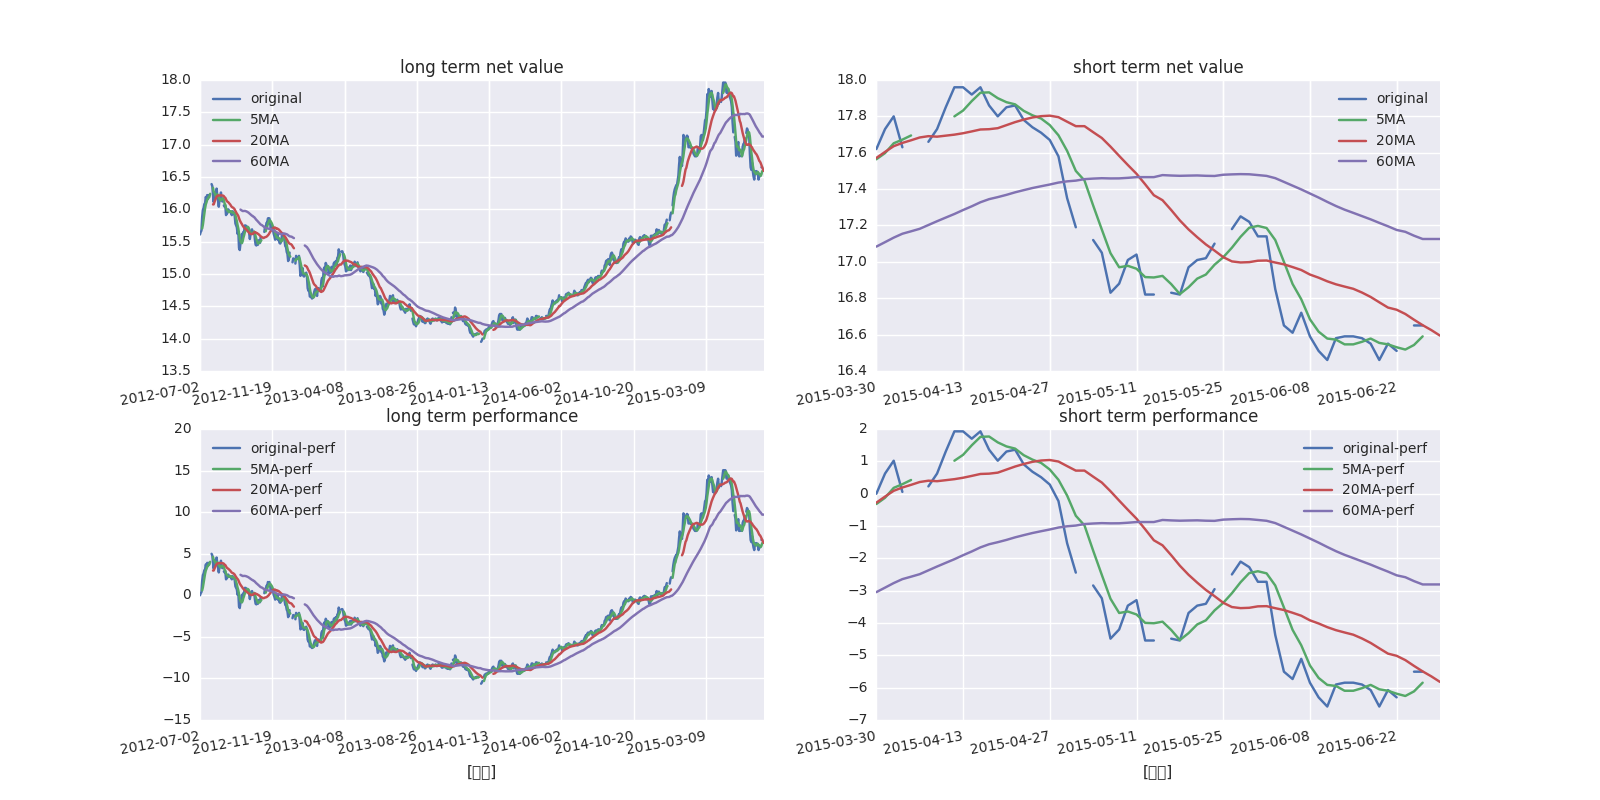 long term net value
18.0
17.5
17.0
16.5
16.0
15.5
15.0
14.5
14.0
13.5
original
5MA
20MA
60MA
2012-07-02 2012-11-19 2013-04-08 2013-08-26 2014-01-13 2014-06-02 2014-10-20 2015-03-09
short term net value
18.0
17.8
17.6
17.4
17.2
17.0
16.8
16.6
16.4
original
5MA
20MA
60MA
2015-03-30 2015-04-13 2015-04-27 2015-05-11 2015-05-25 2015-06-08 2015-06-22
long term performance
20
15
10
5
0
−5
−10
−15
original-perf
5MA-perf
20MA-perf
60MA-perf
2012-07-02 2012-11-19 2013-04-08 2013-08-26 2014-01-13 2014-06-02 2014-10-20 2015-03-09
short term performance
2
1
0
−1
−2
−3
−4
−5
−6
−7
original-perf
5MA-perf
20MA-perf
60MA-perf
2015-03-30 2015-04-13 2015-04-27 2015-05-11 2015-05-25 2015-06-08 2015-06-22